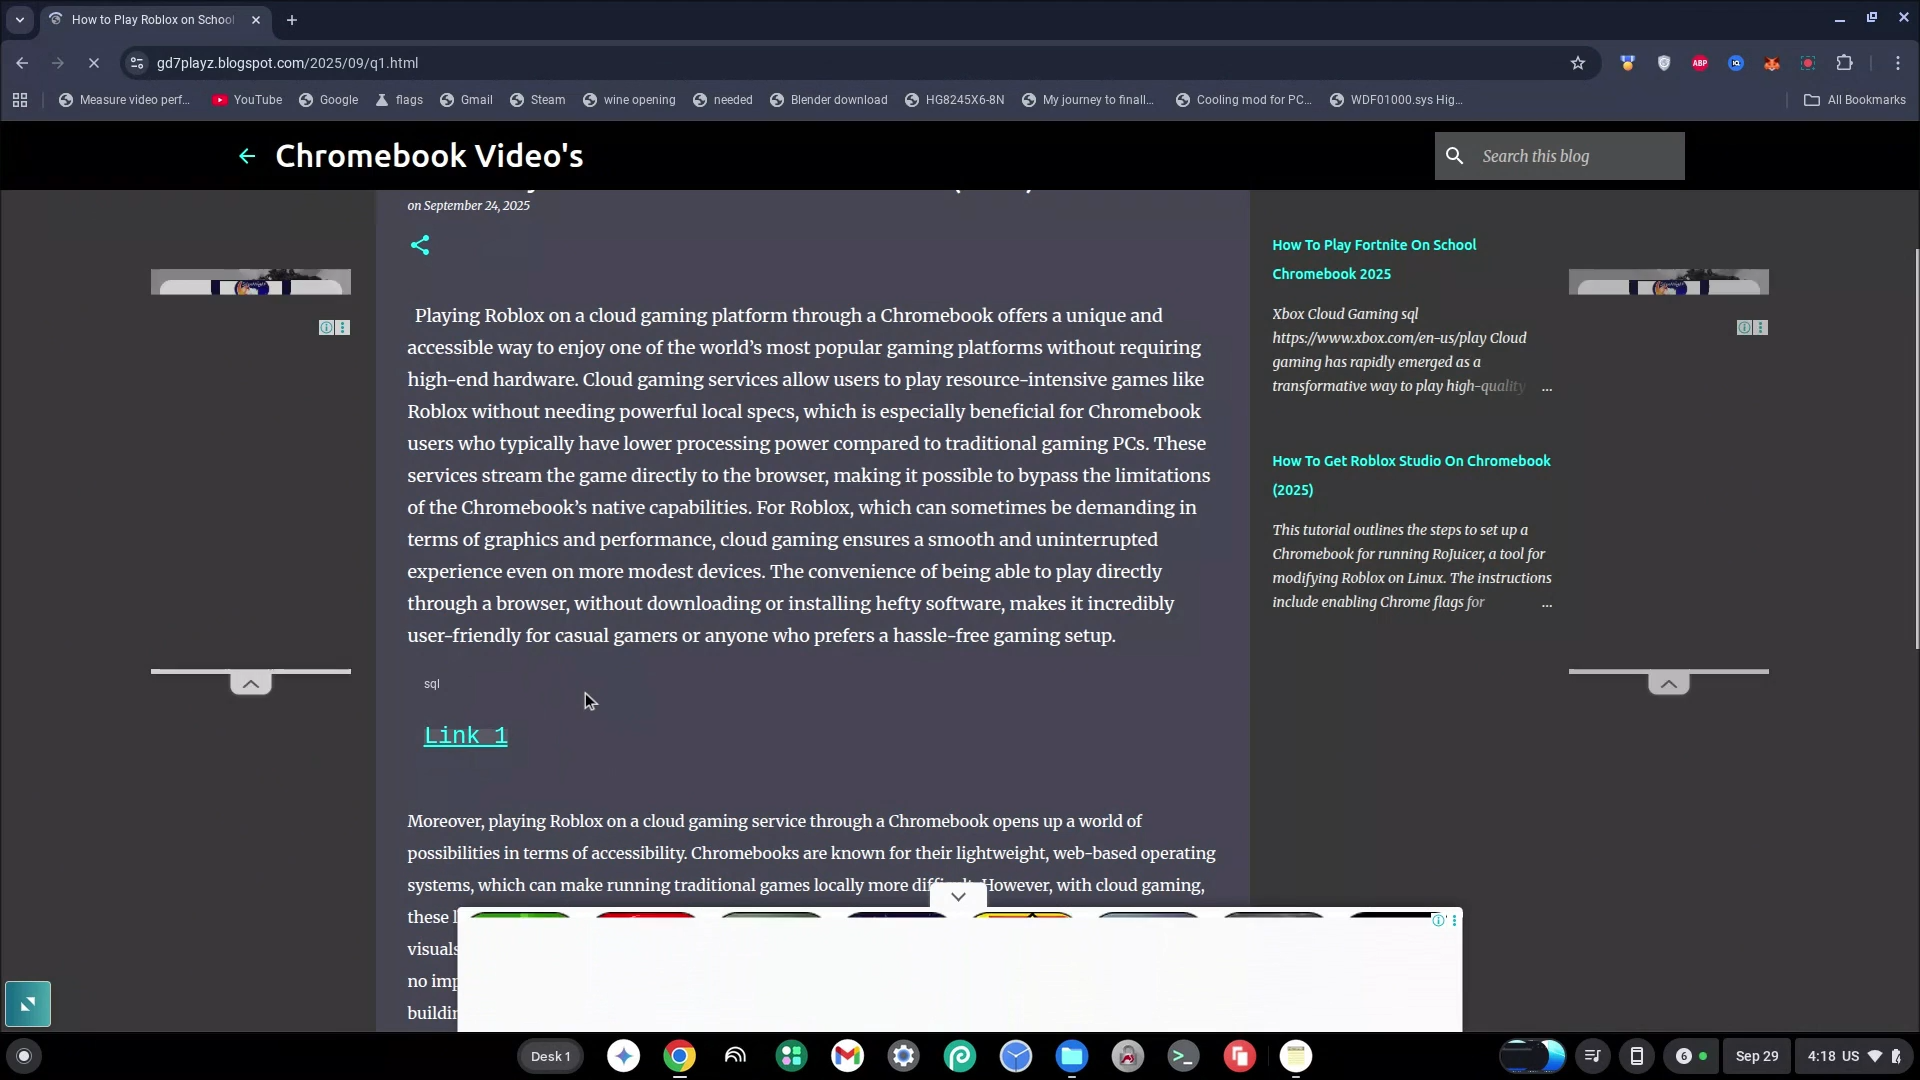 How to Play Roblox on School
gd7playz.blogspot.com/2025/09/q1.html
ABP
Measure video perf...
YouTube
Google
flags
Gmail
Steam
wine opening
needed
Blender download
HG8245X6-8N
My journey to finall...
Cooling mod for PC...
WDF01000.sys Hig...
All Bookmarks
Chromebook Video's
Search this blog
on September 24, 2025
Playing Roblox on a cloud gaming platform through a Chromebook offers a unique and
accessible way to enjoy one of the world’s most popular gaming platforms without requiring
high-end hardware. Cloud gaming services allow users to play resource-intensive games like
Roblox without needing powerful local specs, which is especially beneficial for Chromebook
users who typically have lower processing power compared to traditional gaming PCs. These
services stream the game directly to the browser, making it possible to bypass the limitations
of the Chromebook’s native capabilities. For Roblox, which can sometimes be demanding in
terms of graphics and performance, cloud gaming ensures a smooth and uninterrupted
experience even on more modest devices. The convenience of being able to play directly
through a browser, without downloading or installing hefty software, makes it incredibly
user-friendly for casual gamers or anyone who prefers a hassle-free gaming setup.
sql
Link 1
Moreover, playing Roblox on a cloud gaming service through a Chromebook opens up a world of
possibilities in terms of accessibility. Chromebooks are known for their lightweight, web-based operating
systems, which can make running traditional games locally more However, with cloud gaming,
these
visuals
no
How To Play Fortnite On School
Chromebook 2025
Xbox Cloud Gaming sql
https://www.xbox.com/en-us/play Cloud
gaming has rapidly emerged as a
transformative way to play high-quality ...
How To Get Roblox Studio On Chromebook
(2025)
This tutorial outlines the steps to set up a
Chromebook for running RoJuicer, a tool for
modifying Roblox on Linux. The instructions
include enabling Chrome flags for ...
Desk 1
6
Sep 29
4:18 US